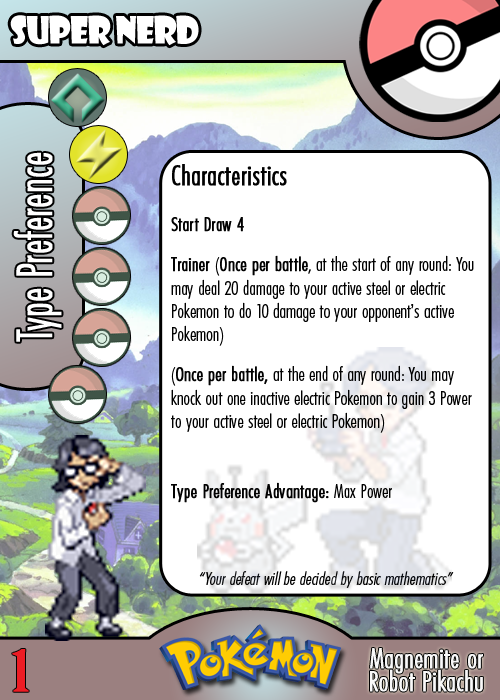 SUPER NERD
Type Preference
Characteristics
Start Draw 4
Trainer (Once per battle, at the start of any round: You
may deal 20 damage to your active steel or electric
Pokemon to do 10 damage to your opponent's active
Pokemon)
(Once per battle, at the end of any round: You may
knock out one inactive electric Pokemon to gain 3 Power
to your active steel or electric Pokemon)
Type Preference Advantage: Max Power
"Your defeat will be decided by basic mathematics"
1
POKéMON
Magnemite or
Robot Pikachu